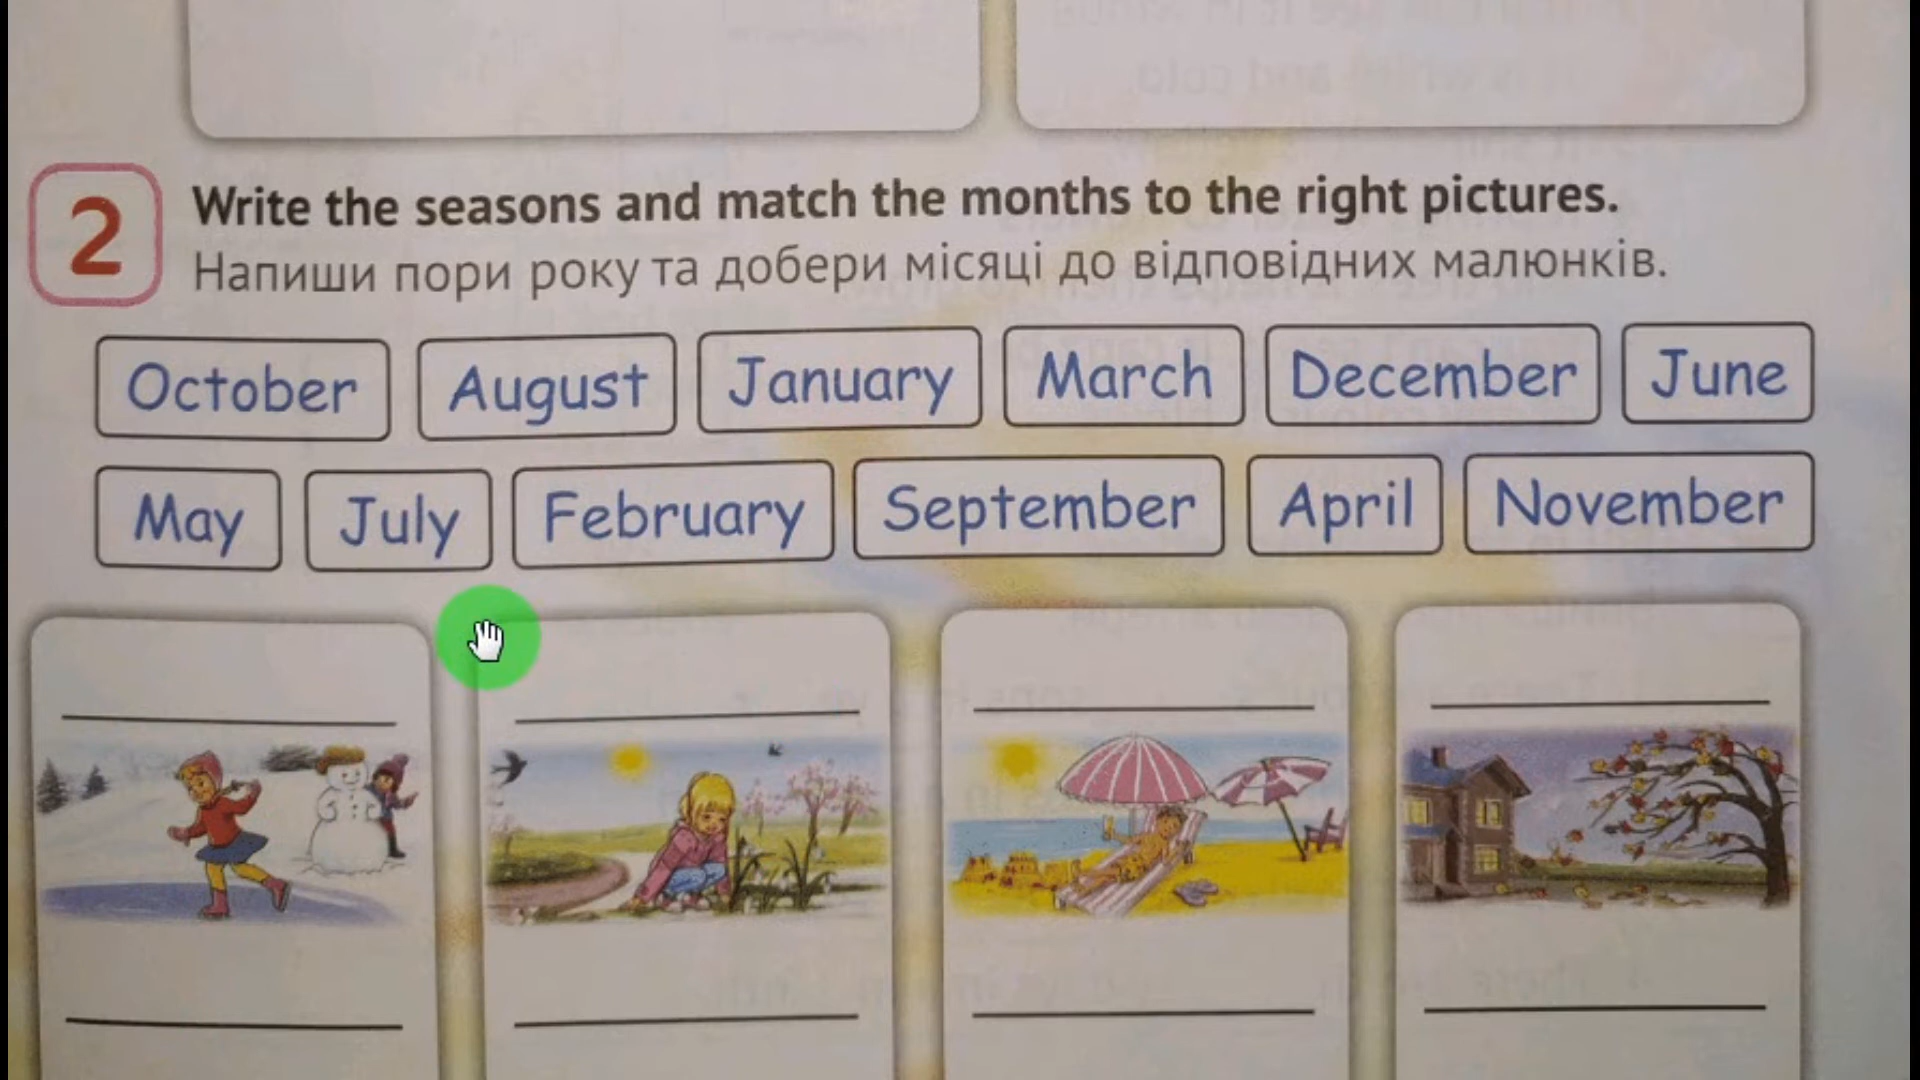 2
Write the seasons and match the months to the right pictures.
Напиши пори року та добери місяці до відповідних малюнків.
October August January March December June
May July February September April November